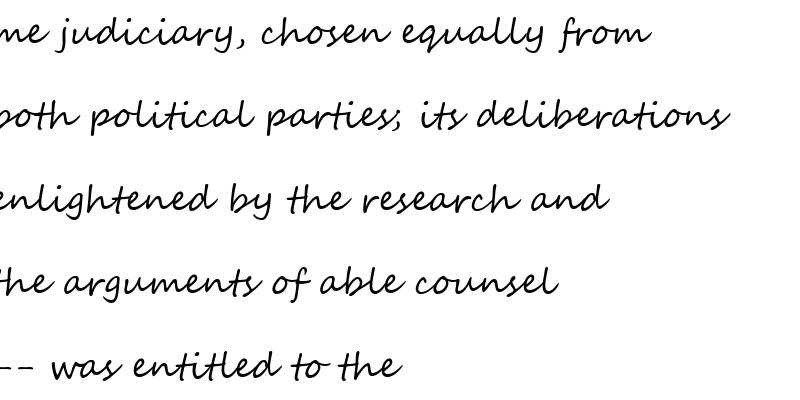 me judiciary, chosen equally from
both political parties; its deliberations
enlightened by the research and
the arguments of able counsel
-- was entitled to the